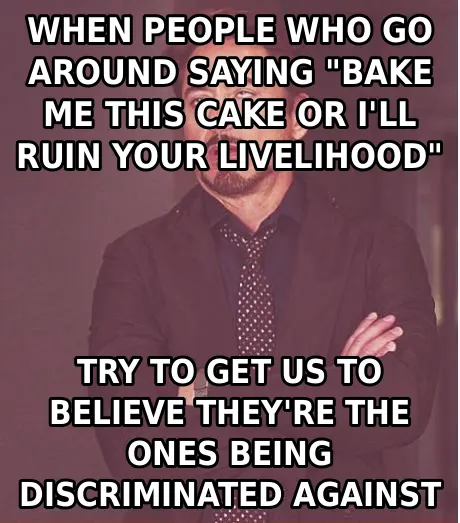 WHEN PEOPLE WHO GO
AROUND SAYING "BAKE
ME THIS CAKE OR I'LL
RUIN YOUR LIVELIHOOD"
TRY TO GET US TO
BELIEVE THEY'RE THE
ONES BEING
DISCRIMINATED AGAINST